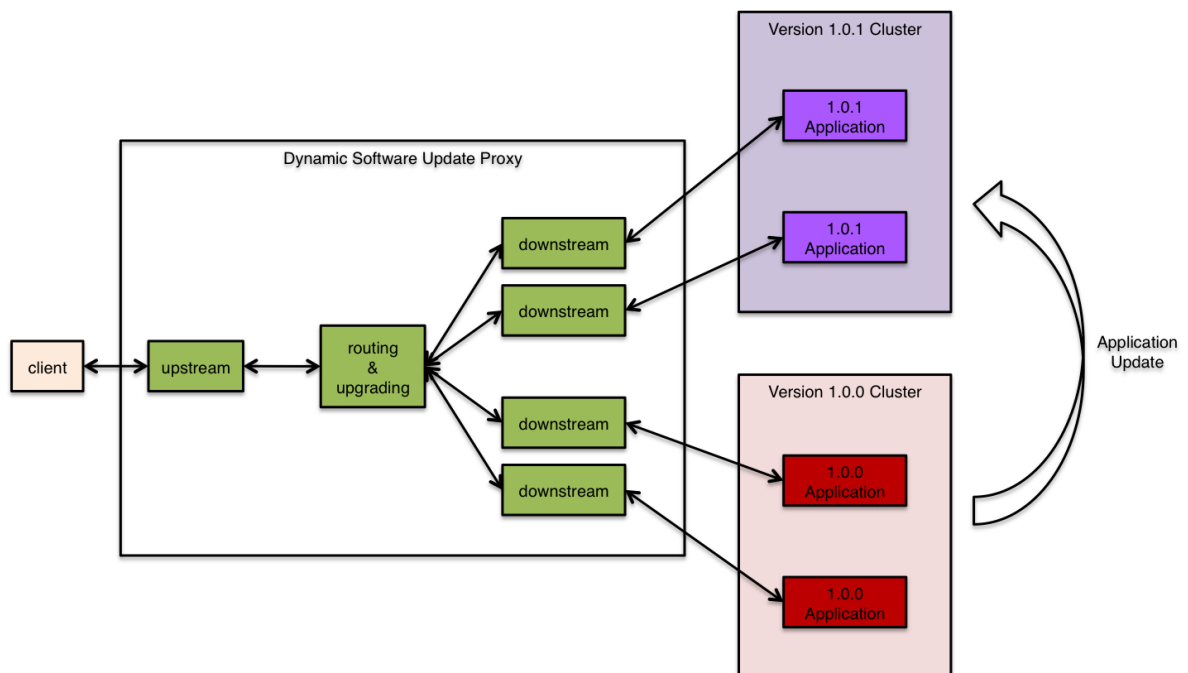 Version 1.0.1 Cluster
1.0.1
Application
Dynamic Software Update Proxy
1.0.1
Application
downstream
downstream
client
upstream
routing
&
upgrading
Application
Update
Version 1.0.0 Cluster
downstream
1.0.0
Application
downstream
1.0.0
Application